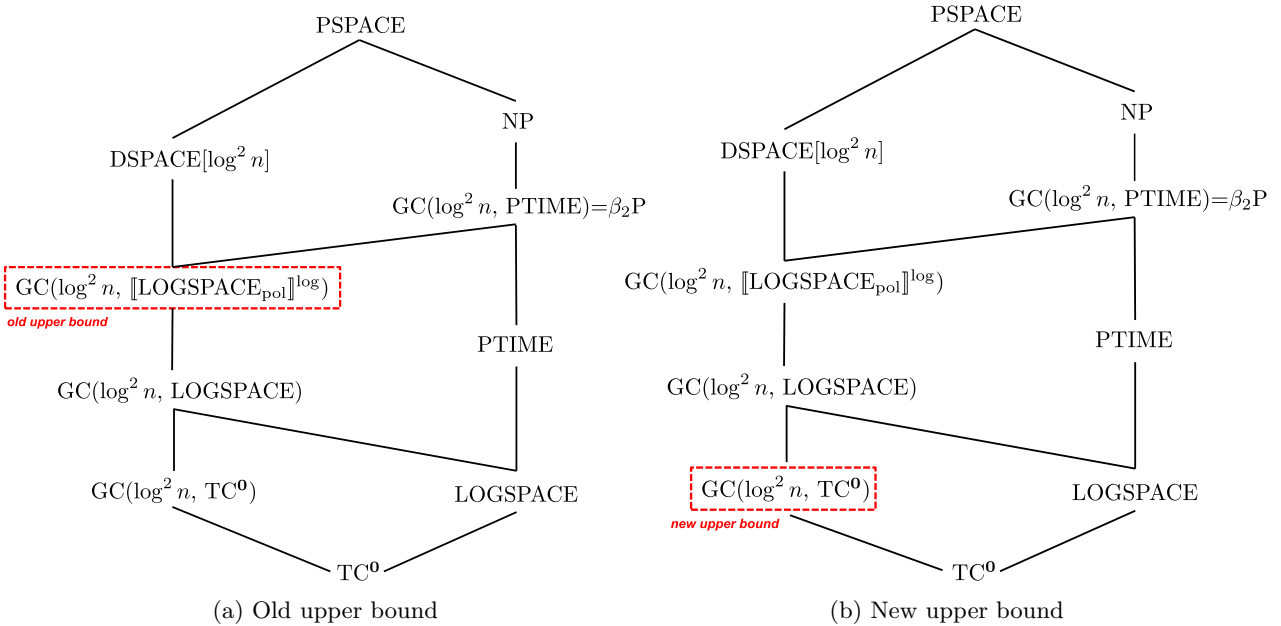 PSPACE
NP
DSPACE[log² n]
GC(log² n, PTIME)=β₂P
GC(log² n, ⟦LOGSPACEₚₒₗ⟧ˡᵒᵍ)
old upper bound
PTIME
GC(log² n, LOGSPACE)
GC(log² n, TC⁰)
LOGSPACE
TC⁰
(a) Old upper bound
PSPACE
NP
DSPACE[log² n]
GC(log² n, PTIME)=β₂P
GC(log² n, ⟦LOGSPACEₚₒₗ⟧ˡᵒᵍ)
PTIME
GC(log² n, LOGSPACE)
GC(log² n, TC⁰)
new upper bound
LOGSPACE
TC⁰
(b) New upper bound